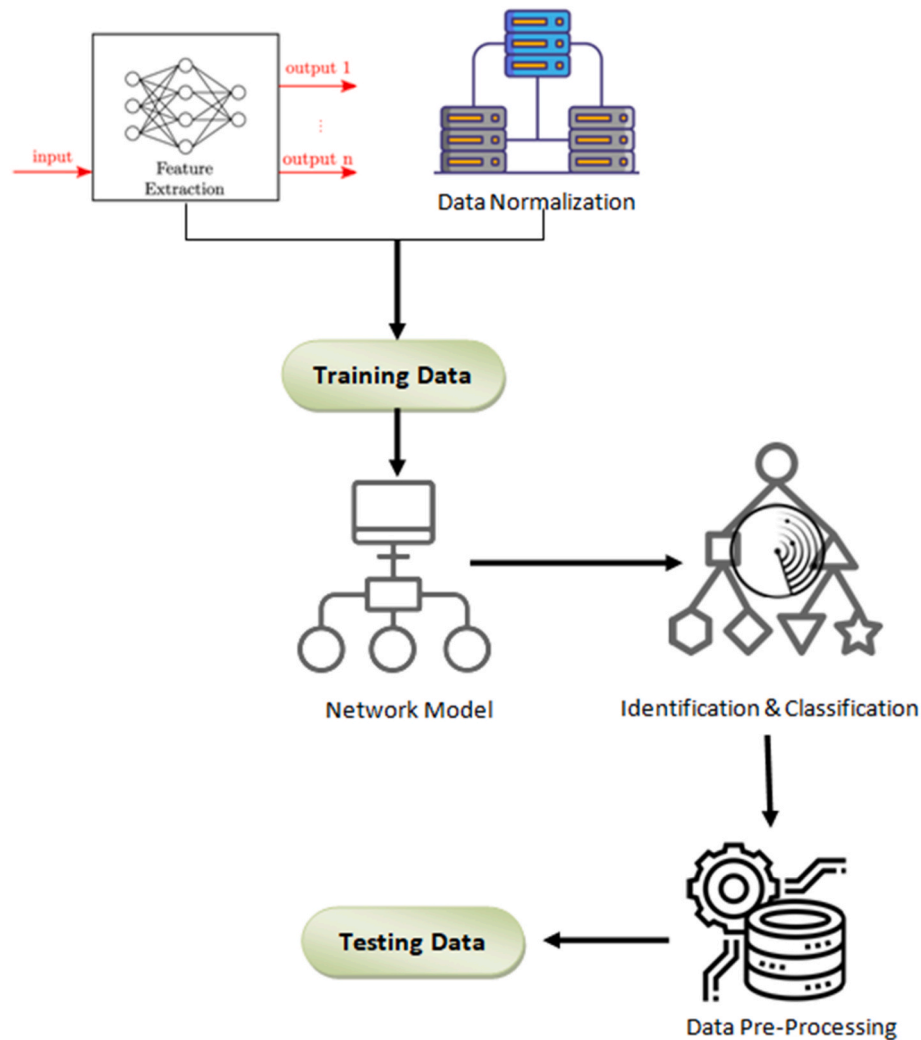 output 1
⋮
input
output n
Feature
Extraction
Data Normalization
Training Data
Network Model
Identification & Classification
Testing Data
Data Pre-Processing